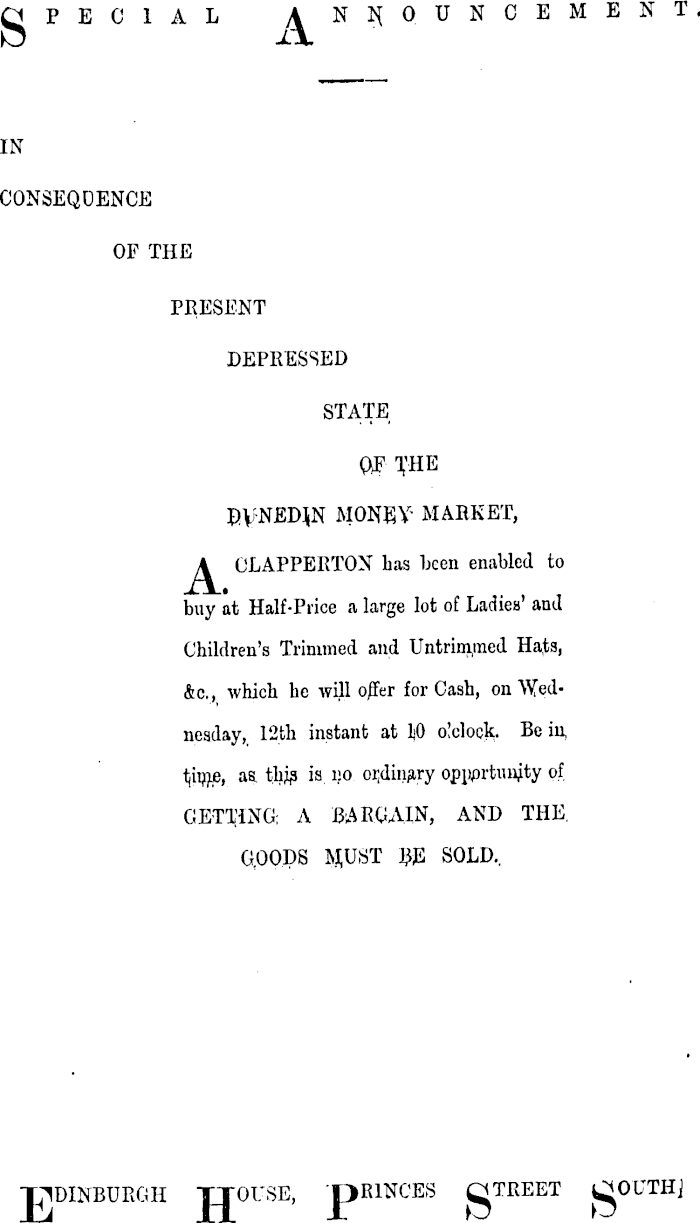 SPECIAL ANNOUNCEMENT.
IN
CONSEQUENCE
OF THE
PRESENT
DEPRESSED
STATE
OF THE
DUNEDIN MONEY MARKET,
A. CLAPPERTON has been enabled to
buy at Half-Price a large lot of Ladies' and
Children's Trimmed and Untrimmed Hats,
&c., which he will offer for Cash, on Wed-
nesday, 12th instant at 10 o'clock. Be in
time, as this is no ordinary opportunity of
GETTING A BARGAIN, AND THE
GOODS MUST BE SOLD.
EDINBURGH HOUSE, PRINCES STREET SOUTH